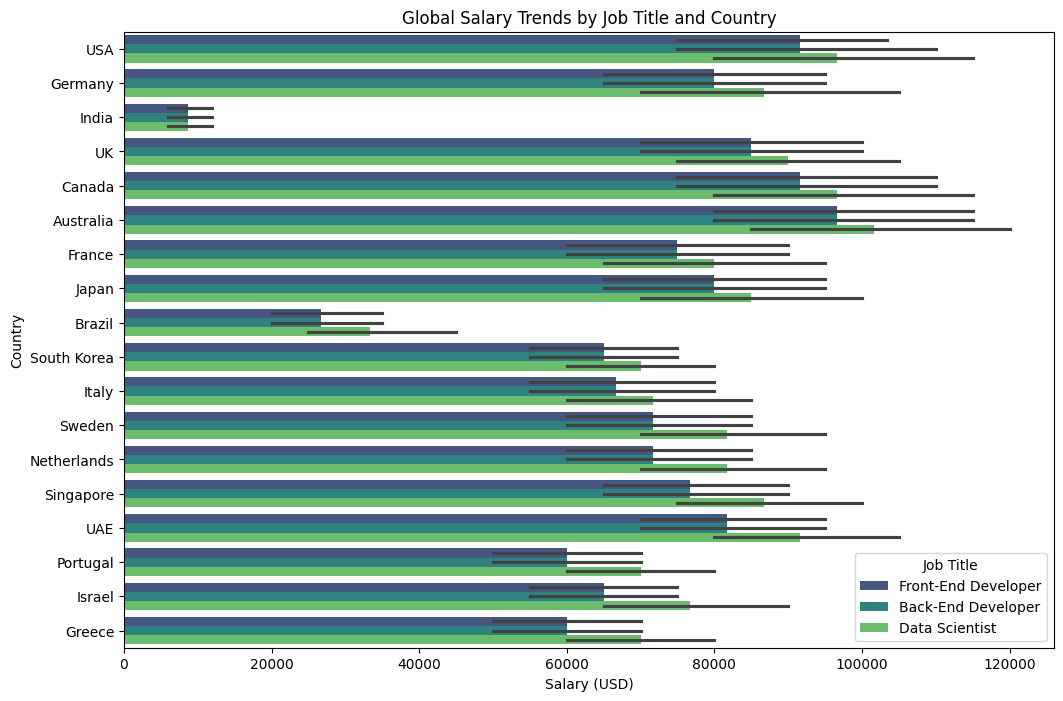 Global Salary Trends by Job Title and Country
Country
USA
Germany
India
UK
Canada
Australia
France
Japan
Brazil
South Korea
Italy
Sweden
Netherlands
Singapore
UAE
Portugal
Israel
Greece
Job Title
Front-End Developer
Back-End Developer
Data Scientist
0 20000 40000 60000 80000 100000 120000
Salary (USD)